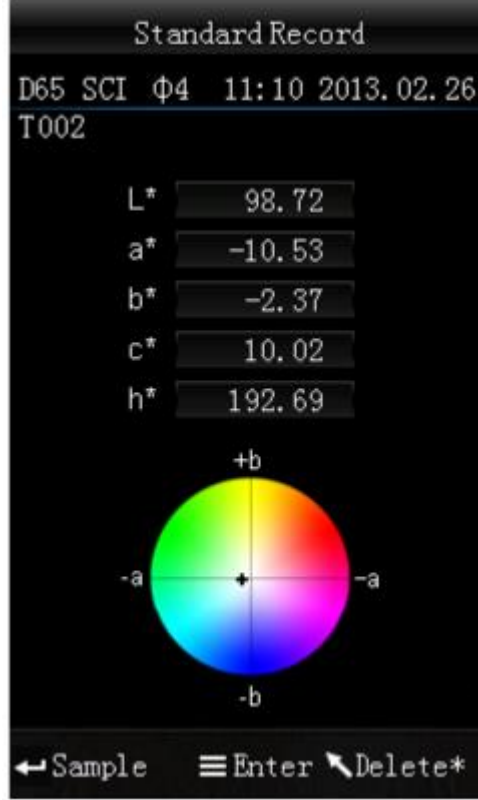 Standard Record
D65 SCI Φ4 11:10 2013.02.26
T002
L* 98.72
a* -10.53
b* -2.37
c* 10.02
h* 192.69
+b
-a -a
-b
Sample Enter Delete*